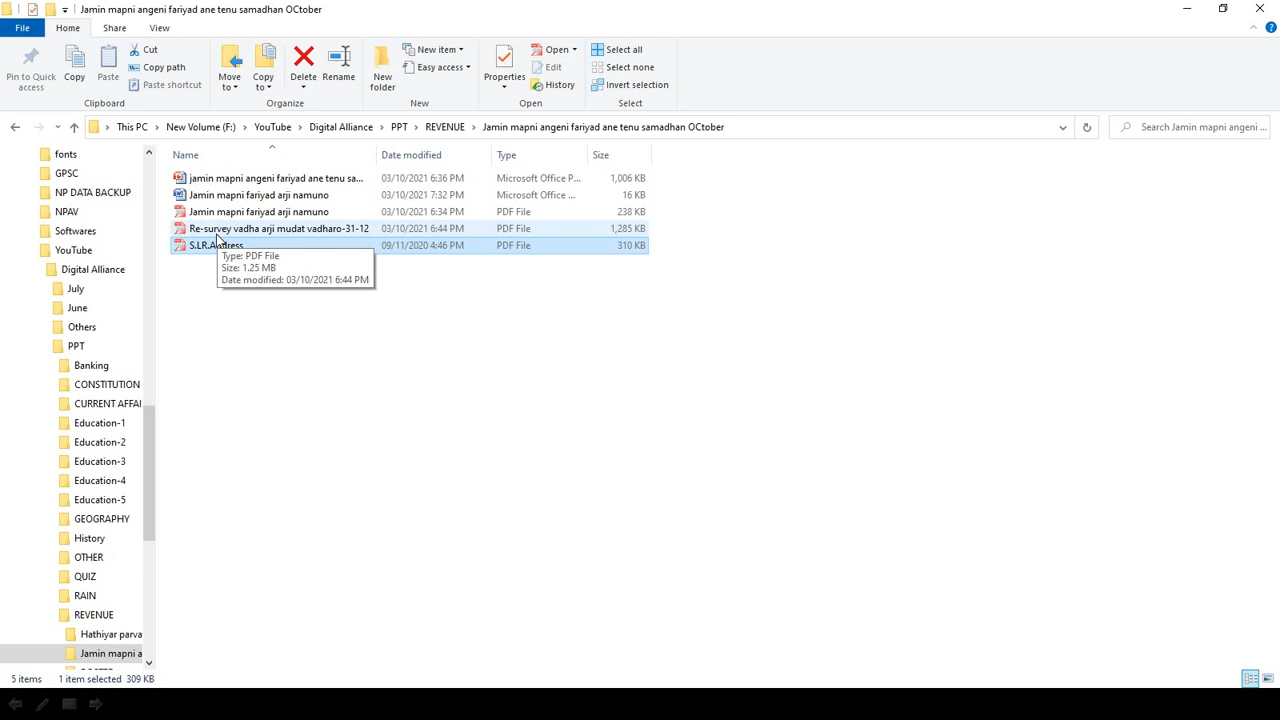 Jamin mapni angeni fariyad ane tenu samadhan OCtober
File
Home
Share
View
Pin to Quick access
Copy
Paste
Cut
Copy path
Paste shortcut
Clipboard
Move to
Copy to
Delete
Rename
Organize
New folder
New item
Easy access
New
Properties
Open
Edit
History
Open
Select all
Select none
Invert selection
Select
This PC > New Volume (F:) > YouTube > Digital Alliance > PPT > REVENUE > Jamin mapni angeni fariyad ane tenu samadhan OCtober
Search Jamin mapni angeni ...
Name Date modified Type Size
jamin mapni angeni fariyad ane tenu sa... 03/10/2021 6:36 PM Microsoft Office P... 1,006 KB
Jamin mapni fariyad arji namuno 03/10/2021 7:32 PM Microsoft Office ... 16 KB
Jamin mapni fariyad arji namuno 03/10/2021 6:34 PM PDF File 238 KB
Re-survey vadha arji mudat vadharo-31-12 03/10/2021 6:44 PM PDF File 1,285 KB
S.L.R.Address 09/11/2020 4:46 PM PDF File 310 KB
Type: PDF File
Size: 1.25 MB
Date modified: 03/10/2021 6:44 PM
fonts
GPSC
NP DATA BACKUP
NPAV
Softwares
YouTube
Digital Alliance
July
June
Others
PPT
Banking
CONSTITUTION
CURRENT AFFAI
Education-1
Education-2
Education-3
Education-4
Education-5
GEOGRAPHY
History
OTHER
QUIZ
RAIN
REVENUE
Hathiyar parva
Jamin mapni a
5 items 1 item selected 309 KB